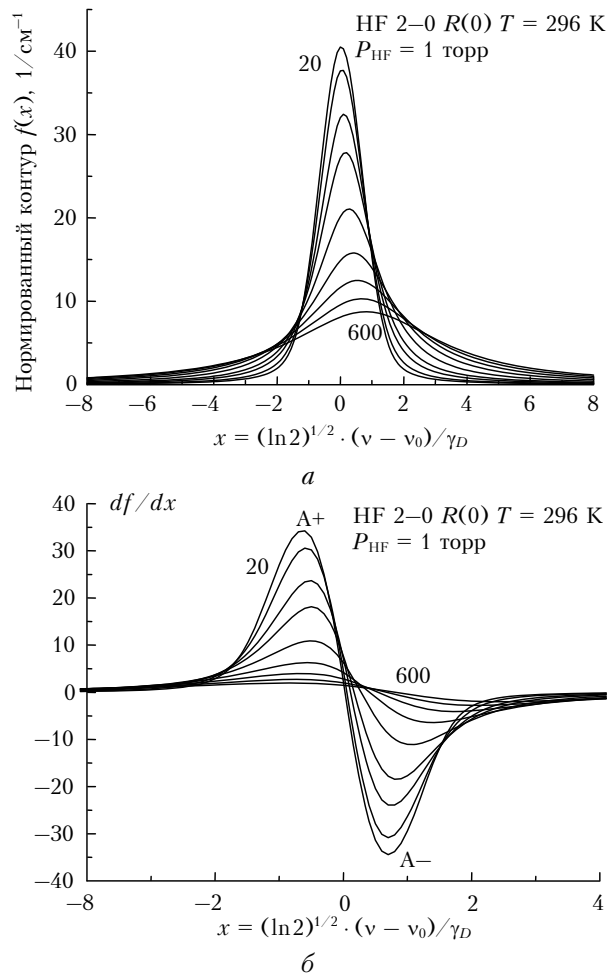 HF 2–0 R(0) T = 296 K
P_HF = 1 торр
Нормированный контур f(x), 1/см⁻¹
40
30
20
10
0
20
600
−8 −6 −4 −2 0 2 4 6 8
x = (ln2)^1/2 · (ν − ν₀)/γ_D
а
df/dx
HF 2–0 R(0) T = 296 K
P_HF = 1 торр
40
30
20
10
0
−10
−20
−30
−40
A+
20
600
A−
−8 −4 0 2 4
x = (ln2)^1/2 · (ν − ν₀)/γ_D
б